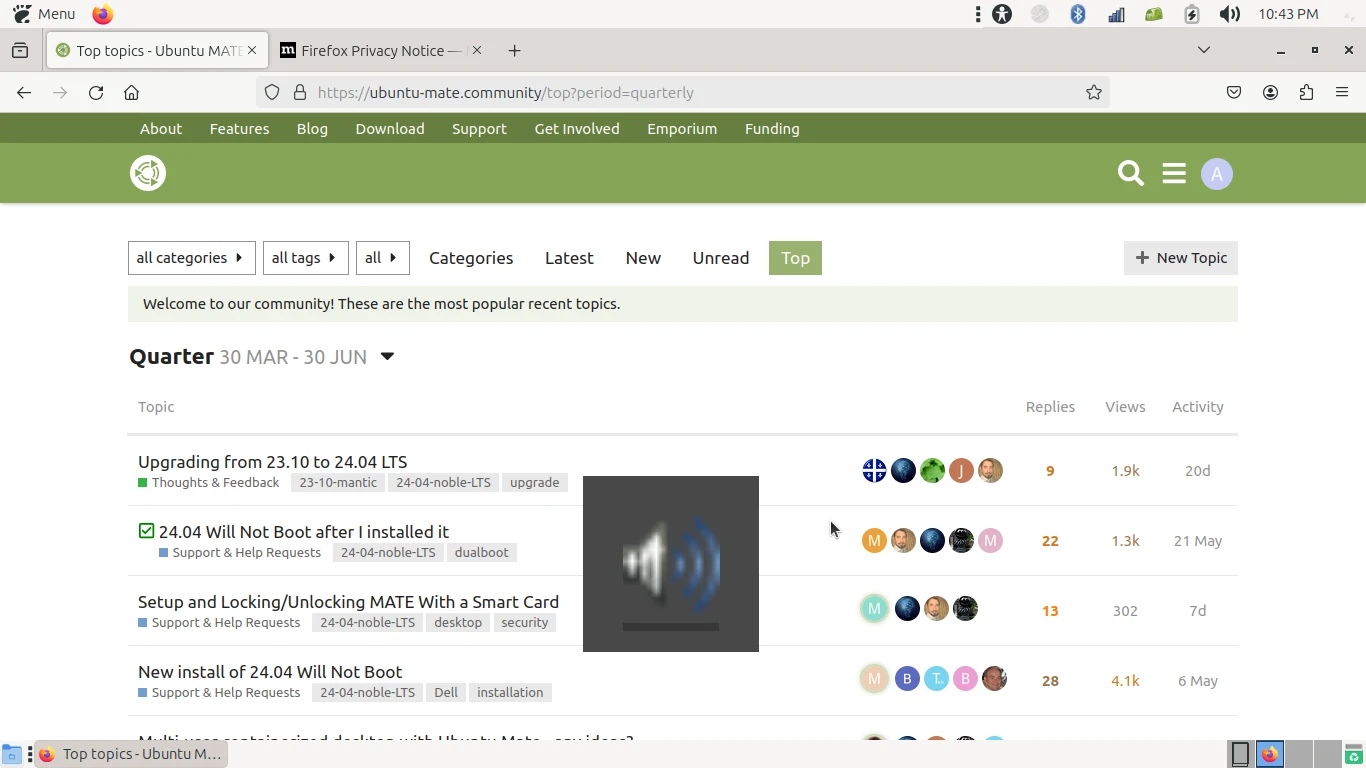 Menu 10:43 PM
Top topics - Ubuntu MATE Firefox Privacy Notice —
https://ubuntu-mate.community/top?period=quarterly
About Features Blog Download Support Get Involved Emporium Funding
A
all categories all tags all Categories Latest New Unread Top + New Topic
Welcome to our community! These are the most popular recent topics.
Quarter 30 MAR - 30 JUN
Topic Replies Views Activity
Upgrading from 23.10 to 24.04 LTS J 9 1.9k 20d
Thoughts & Feedback 23-10-mantic 24-04-noble-LTS upgrade
24.04 Will Not Boot after I installed it M M 22 1.3k 21 May
Support & Help Requests 24-04-noble-LTS dualboot
Setup and Locking/Unlocking MATE With a Smart Card M 13 302 7d
Support & Help Requests 24-04-noble-LTS desktop security
New install of 24.04 Will Not Boot M B T B 28 4.1k 6 May
Support & Help Requests 24-04-noble-LTS Dell installation
Top topics - Ubuntu M...